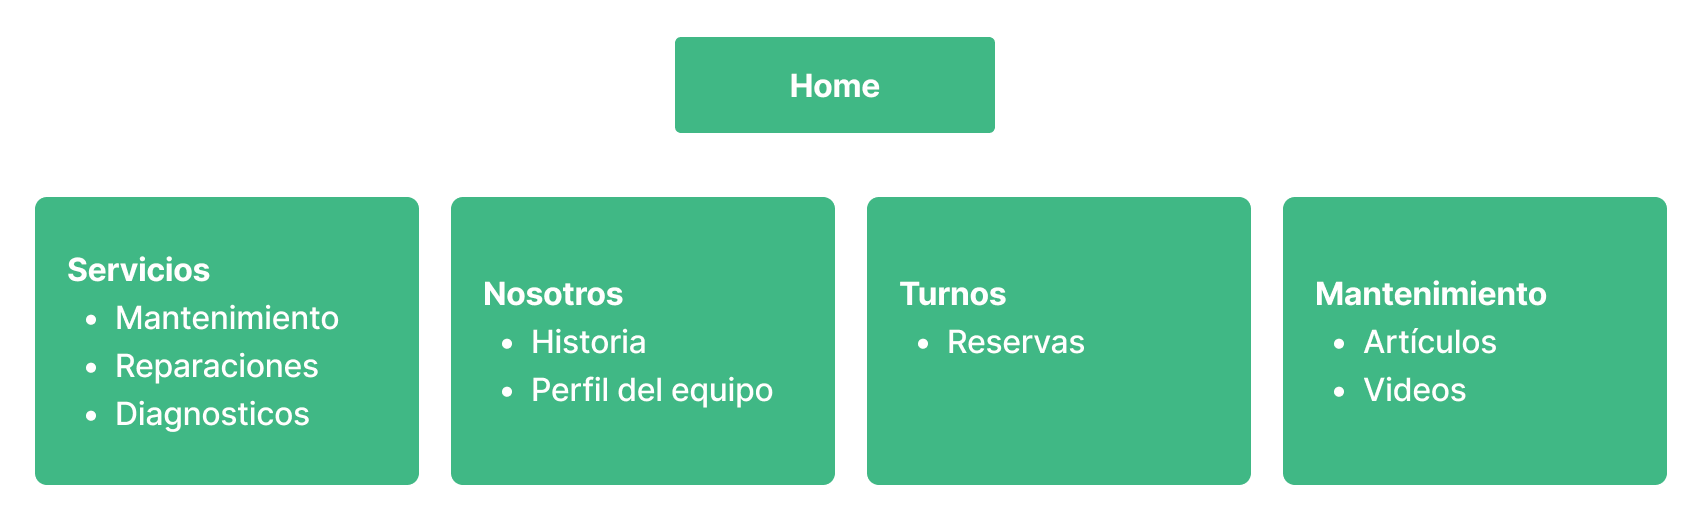 Home
Servicios
• Mantenimiento
• Reparaciones
• Diagnosticos
Nosotros
• Historia
• Perfil del equipo
Turnos
• Reservas
Mantenimiento
• Artículos
• Videos